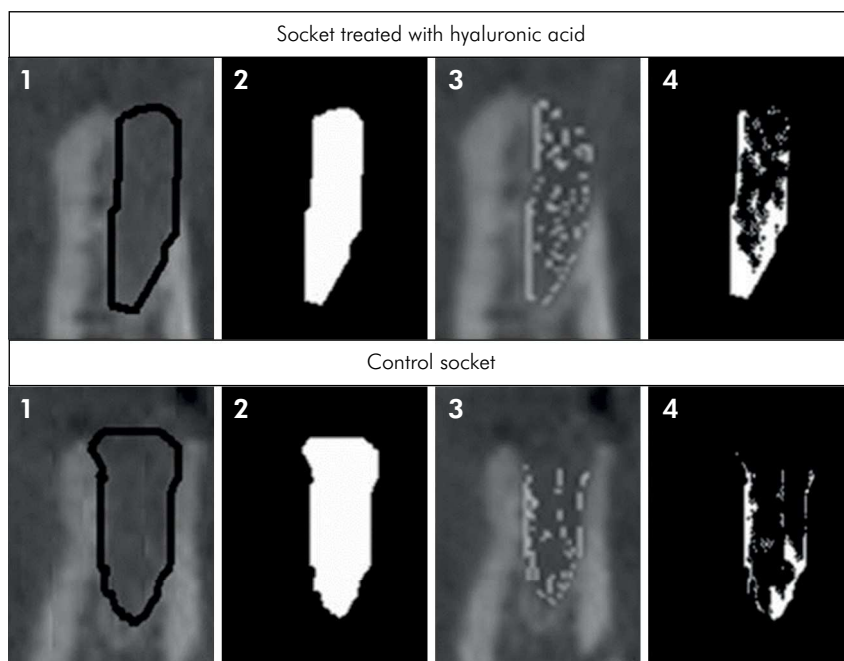 Socket treated with hyaluronic acid
1 2 3 4
Control socket
1 2 3 4